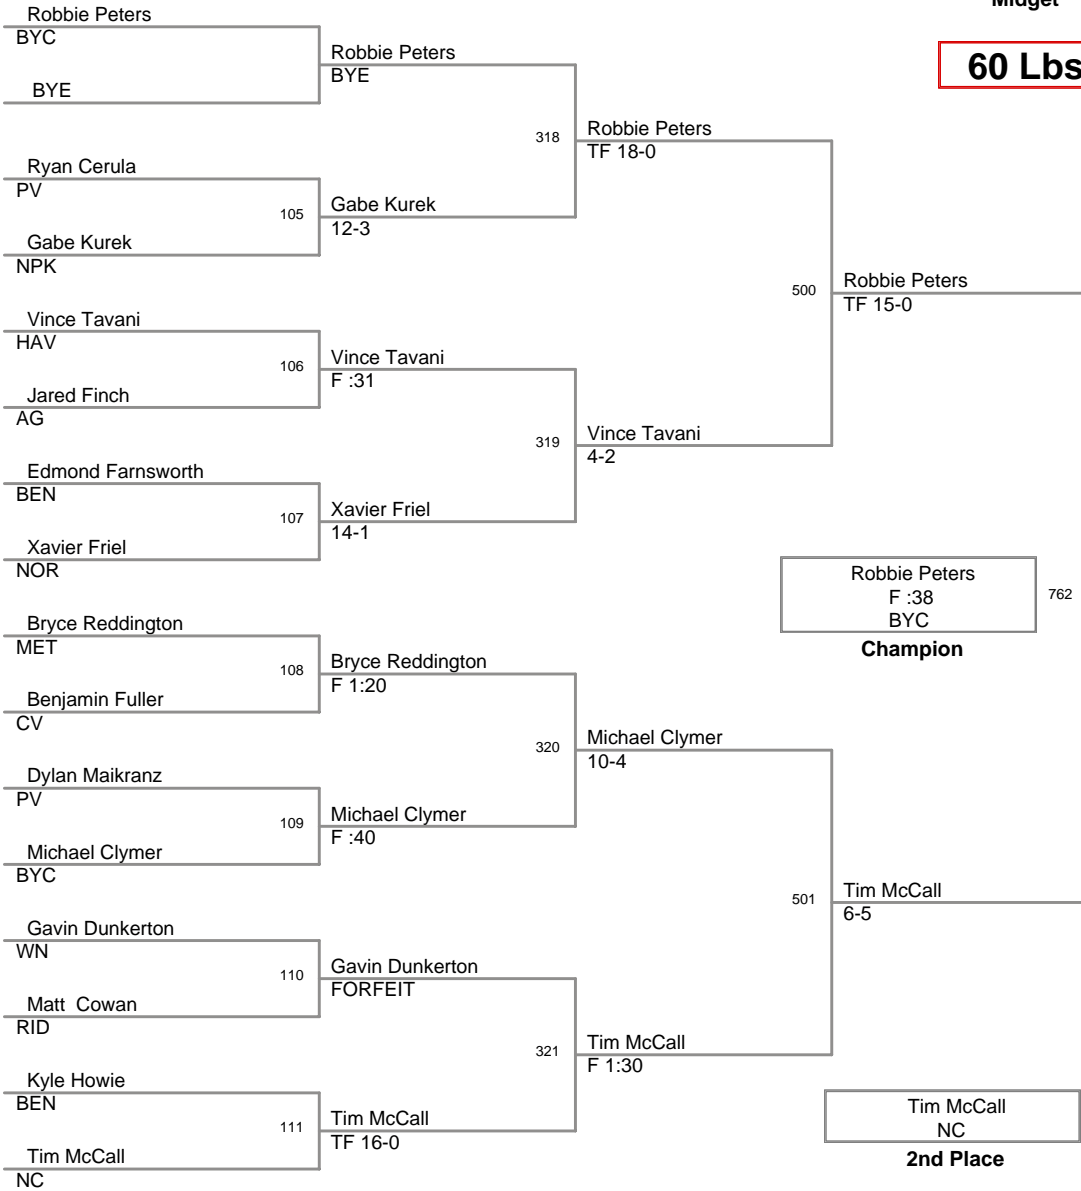 Midget
60 Lbs
Robbie Peters
BYC
BYE
Robbie Peters
BYE
Ryan Cerula
PV
105
Gabe Kurek
NPK
Gabe Kurek
12-3
318
Robbie Peters
TF 18-0
Vince Tavani
HAV
106
Jared Finch
AG
Vince Tavani
F :31
Edmond Farnsworth
BEN
107
Xavier Friel
NOR
Xavier Friel
14-1
319
Vince Tavani
4-2
500
Robbie Peters
TF 15-0
Robbie Peters
F :38
BYC
762
Champion
Bryce Reddington
MET
108
Benjamin Fuller
CV
Bryce Reddington
F 1:20
Dylan Maikranz
PV
109
Michael Clymer
BYC
Michael Clymer
F :40
320
Michael Clymer
10-4
Gavin Dunkerton
WN
110
Matt  Cowan
RID
Gavin Dunkerton
FORFEIT
Kyle Howie
BEN
111
Tim McCall
NC
Tim McCall
TF 16-0
321
Tim McCall
F 1:30
501
Tim McCall
6-5
Tim McCall
NC
2nd Place